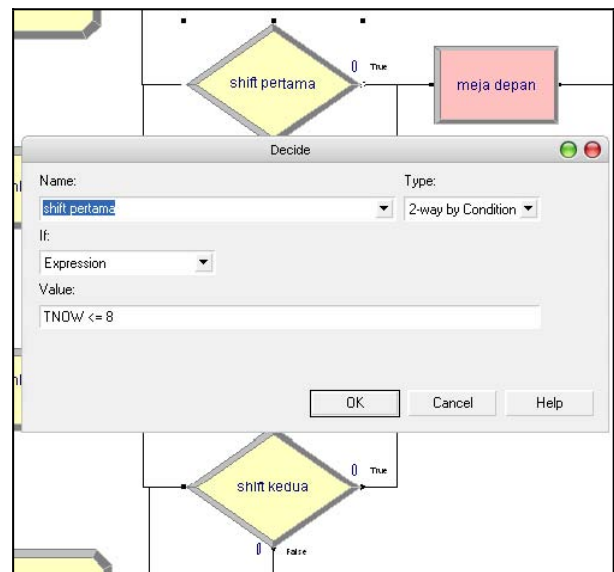 0 True
shift pertama
meja depan
Decide
Name:
Type:
shift pertama
2-way by Condition
If:
Expression
Value:
TNOW <= 8
OK
Cancel
Help
0 True
shift kedua
0 False